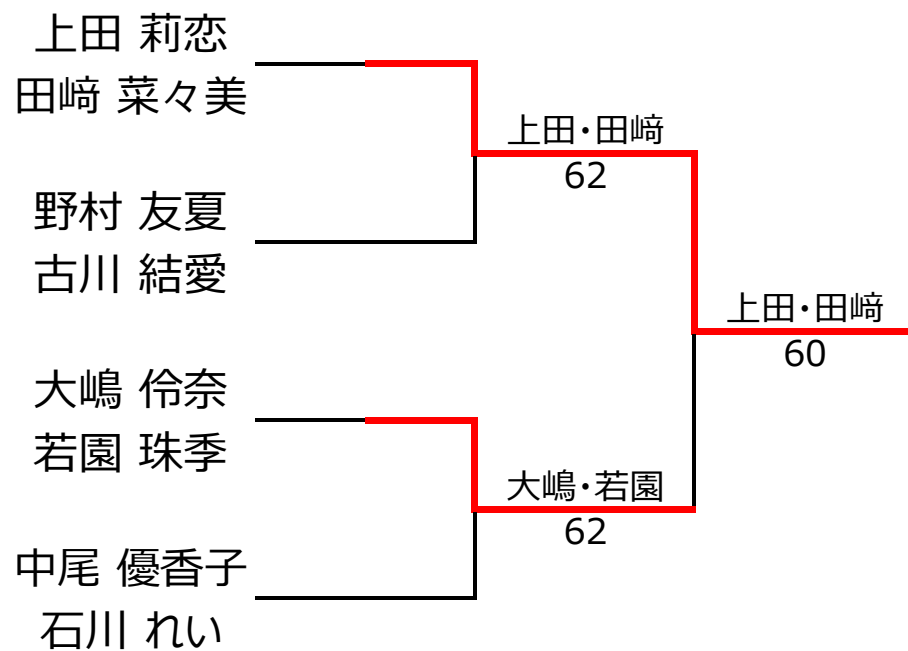 上田 莉恋
田﨑 菜々美
上田・田﨑
62
野村 友夏
古川 結愛
上田・田﨑
60
大嶋 伶奈
若園 珠季
大嶋・若園
62
中尾 優香子
石川 れい